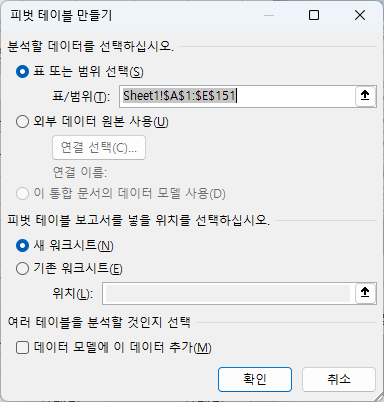 피벗 테이블 만들기
분석할 데이터를 선택하십시오.
표 또는 범위 선택(S)
표/범위(T): Sheet1!$A$1:$E$151
외부 데이터 원본 사용(U)
연결 선택(C)...
연결 이름:
이 통합 문서의 데이터 모델 사용(D)
피벗 테이블 보고서를 넣을 위치를 선택하십시오.
새 워크시트(N)
기존 워크시트(E)
위치(L):
여러 테이블을 분석할 것인지 선택
데이터 모델에 이 데이터 추가(M)
확인 취소